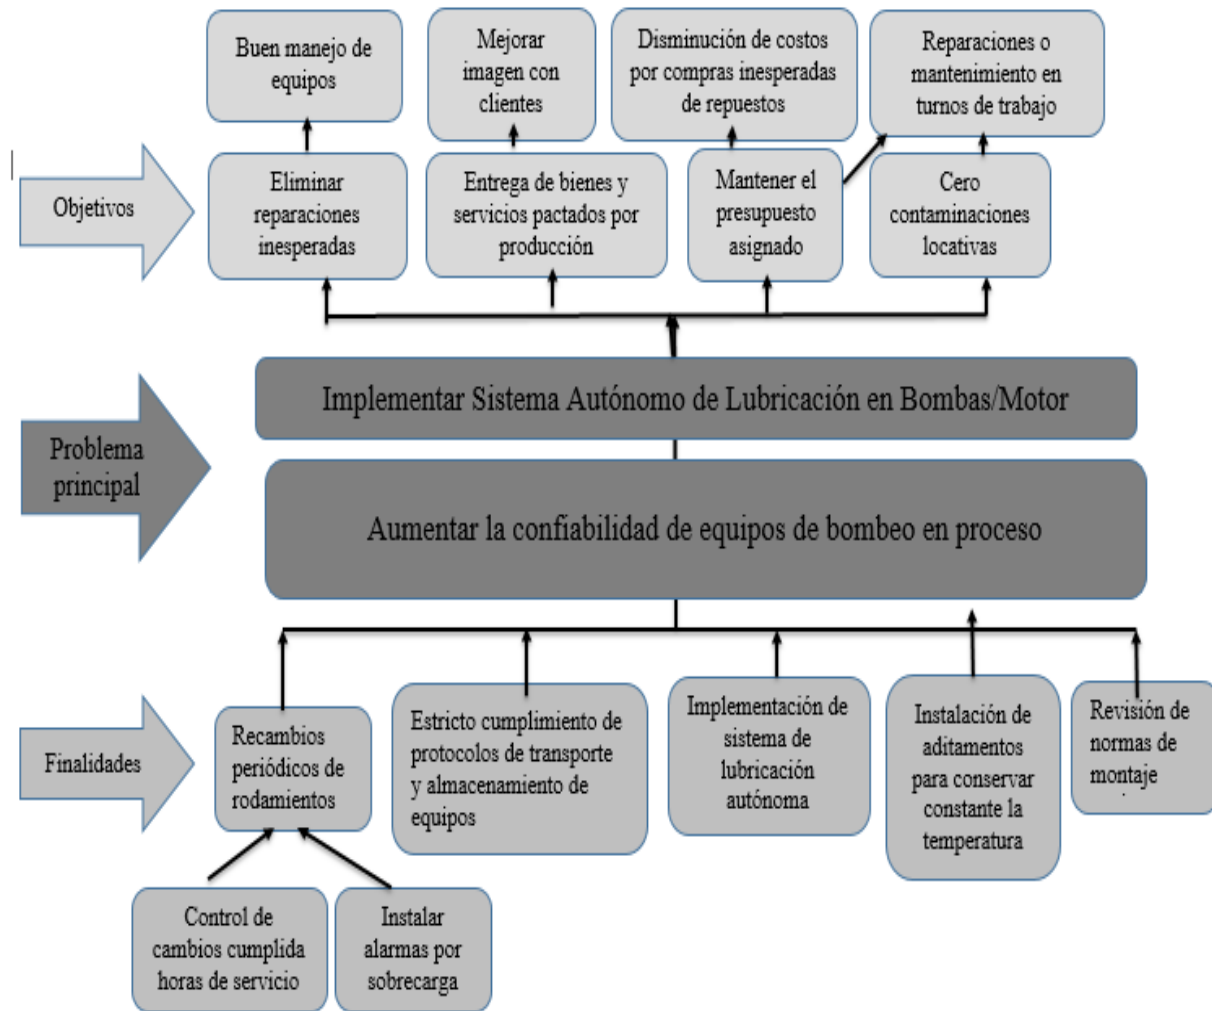 Buen manejo de
equipos
Mejorar
imagen con
clientes
Disminución de costos
por compras inesperadas
de repuestos
Reparaciones o
mantenimiento en
turnos de trabajo
Objetivos
Eliminar
reparaciones
inesperadas
Entrega de bienes y
servicios pactados por
producción
Mantener el
presupuesto
asignado
Cero
contaminaciones
locativas
Problema
principal
Implementar Sistema Autónomo de Lubricación en Bombas/Motor
Aumentar la confíabilidad de equipos de bombeo en proceso
Finalidades
Recambios
periódicos de
rodamientos
Estricto cumplimiento de
protocolos de transporte
y almacenamiento de
equipos
Implementación de
sistema de
lubricación
autónoma
Instalación de
aditamentos
para conservar
constante la
temperatura
Revisión de
normas de
montaje
Control de
cambios cumplida
horas de servicio
Instalar
alarmas por
sobrecarga